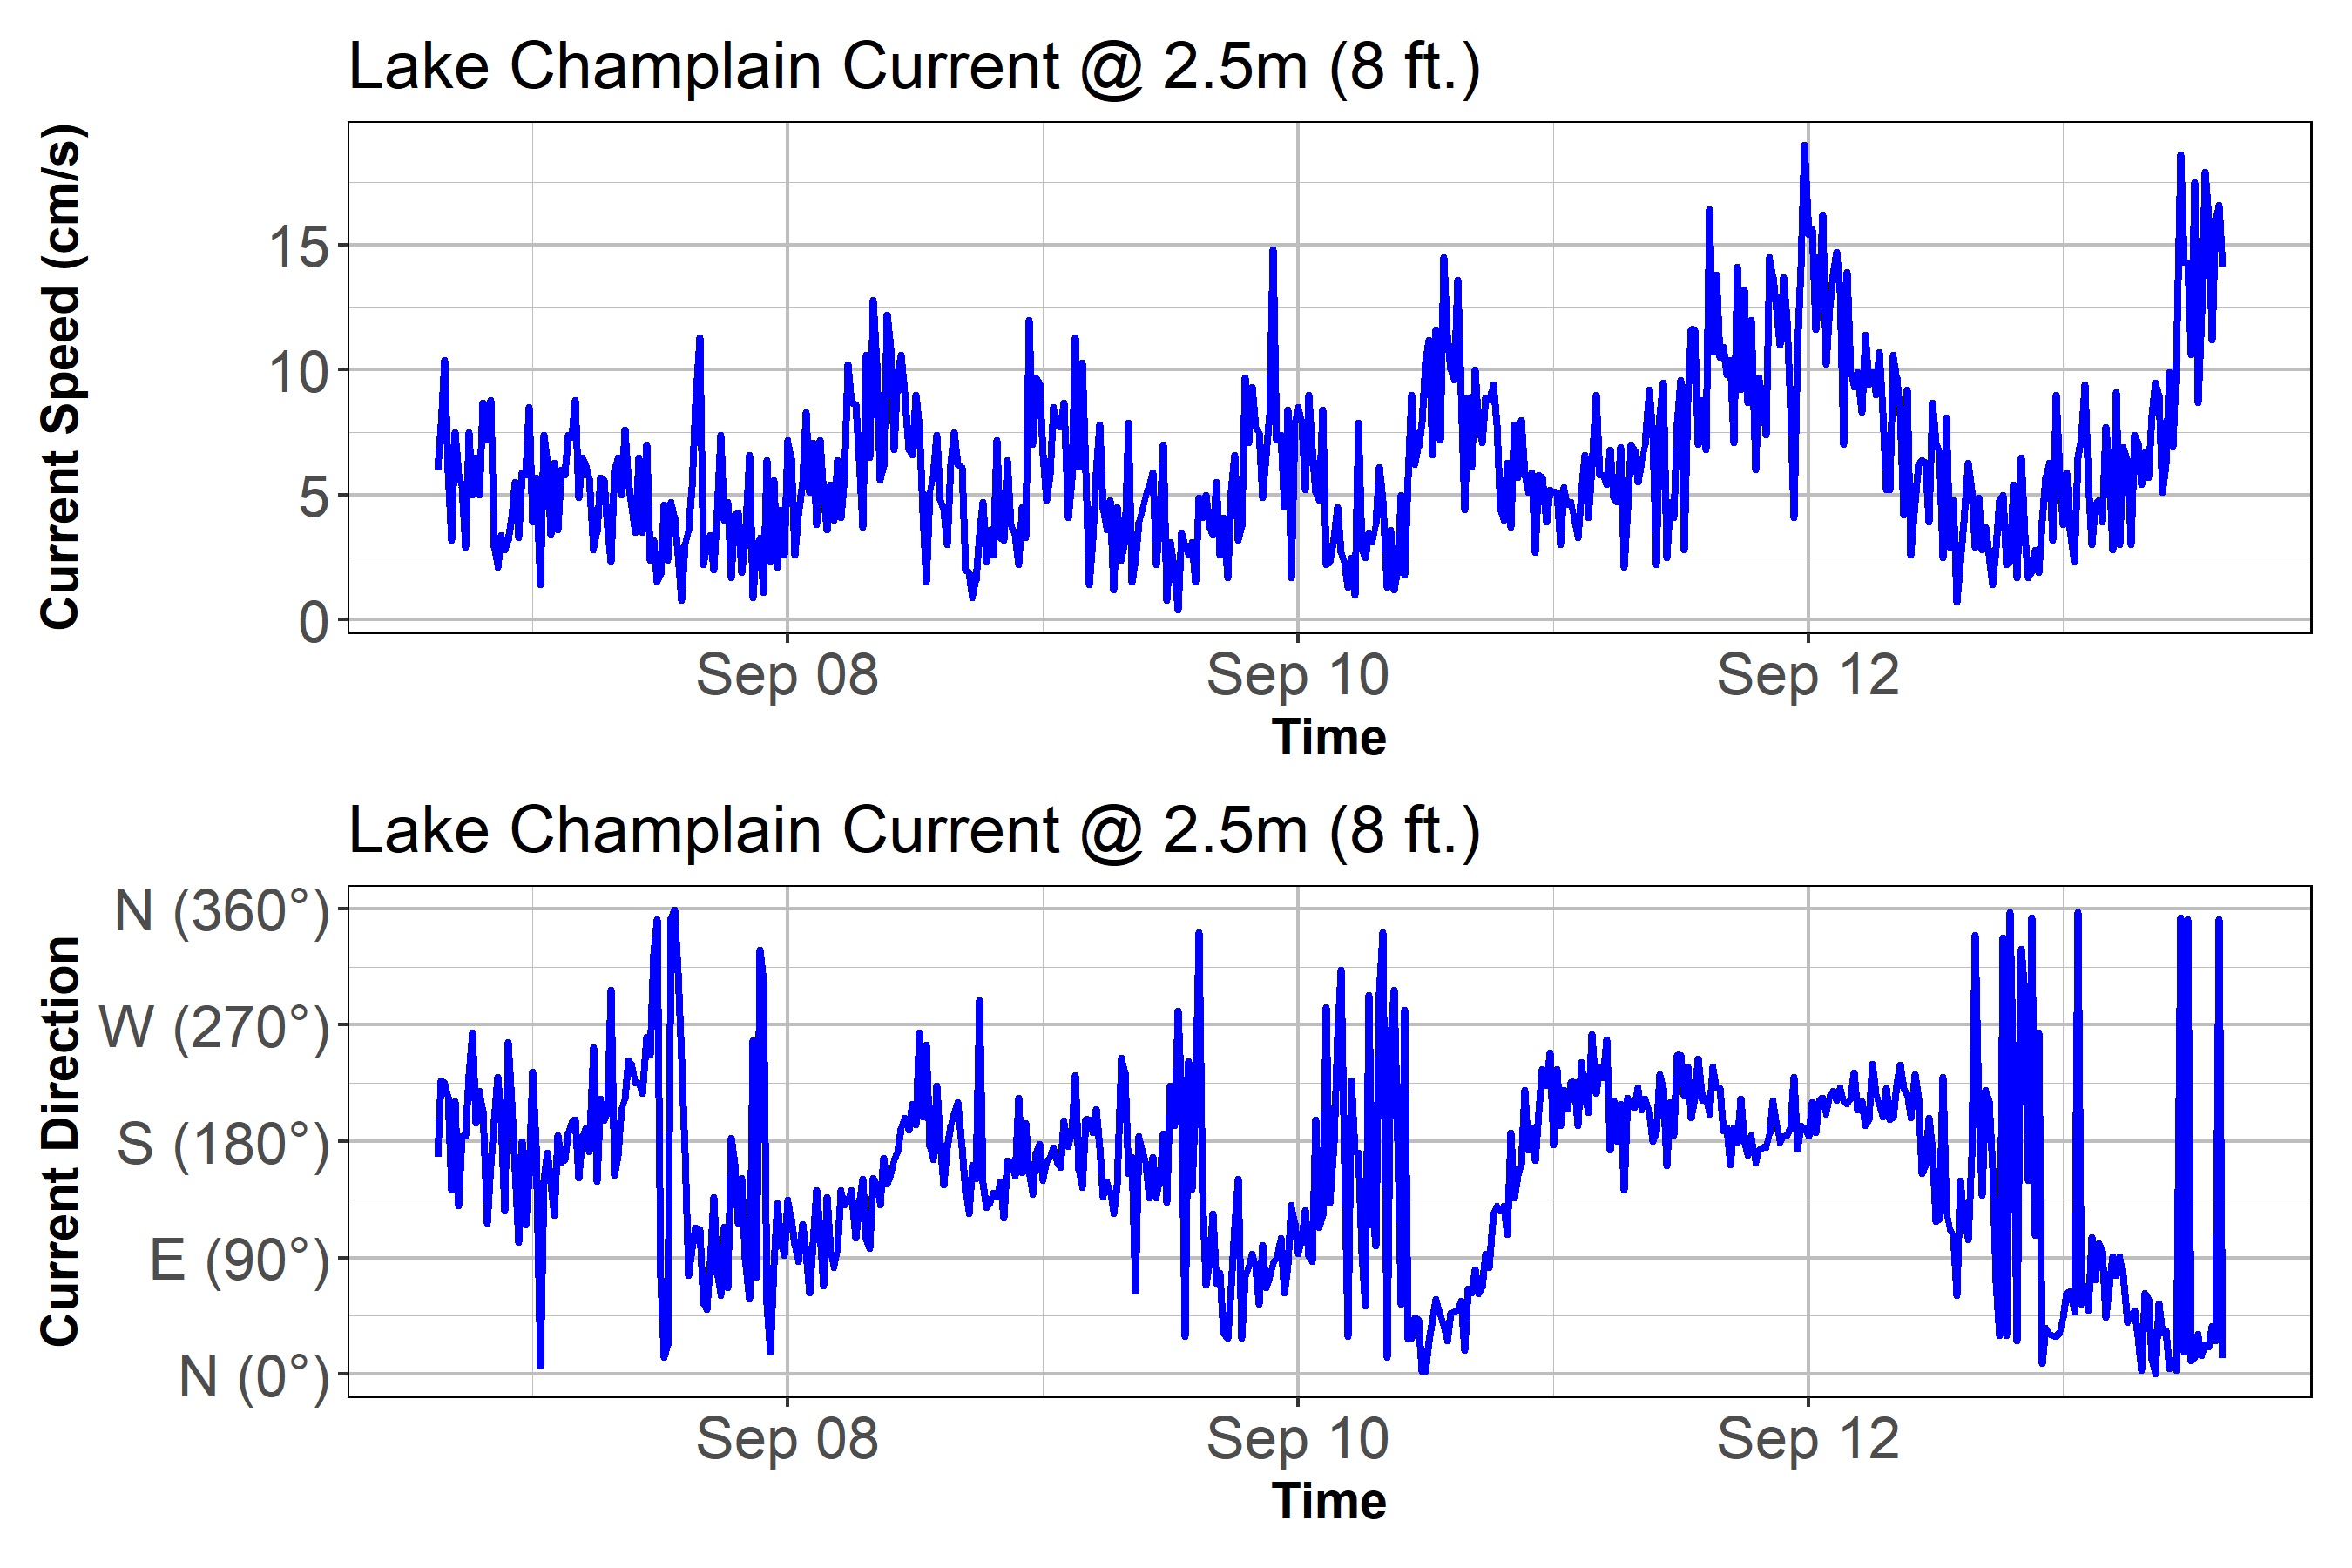 Lake Champlain Current @ 2.5m (8 ft.)
Current Speed (cm/s)
15
10
5
0
Sep 08 Sep 10 Sep 12
Time
Lake Champlain Current @ 2.5m (8 ft.)
Current Direction
N (360°)
W (270°)
S (180°)
E (90°)
N (0°)
Sep 08 Sep 10 Sep 12
Time